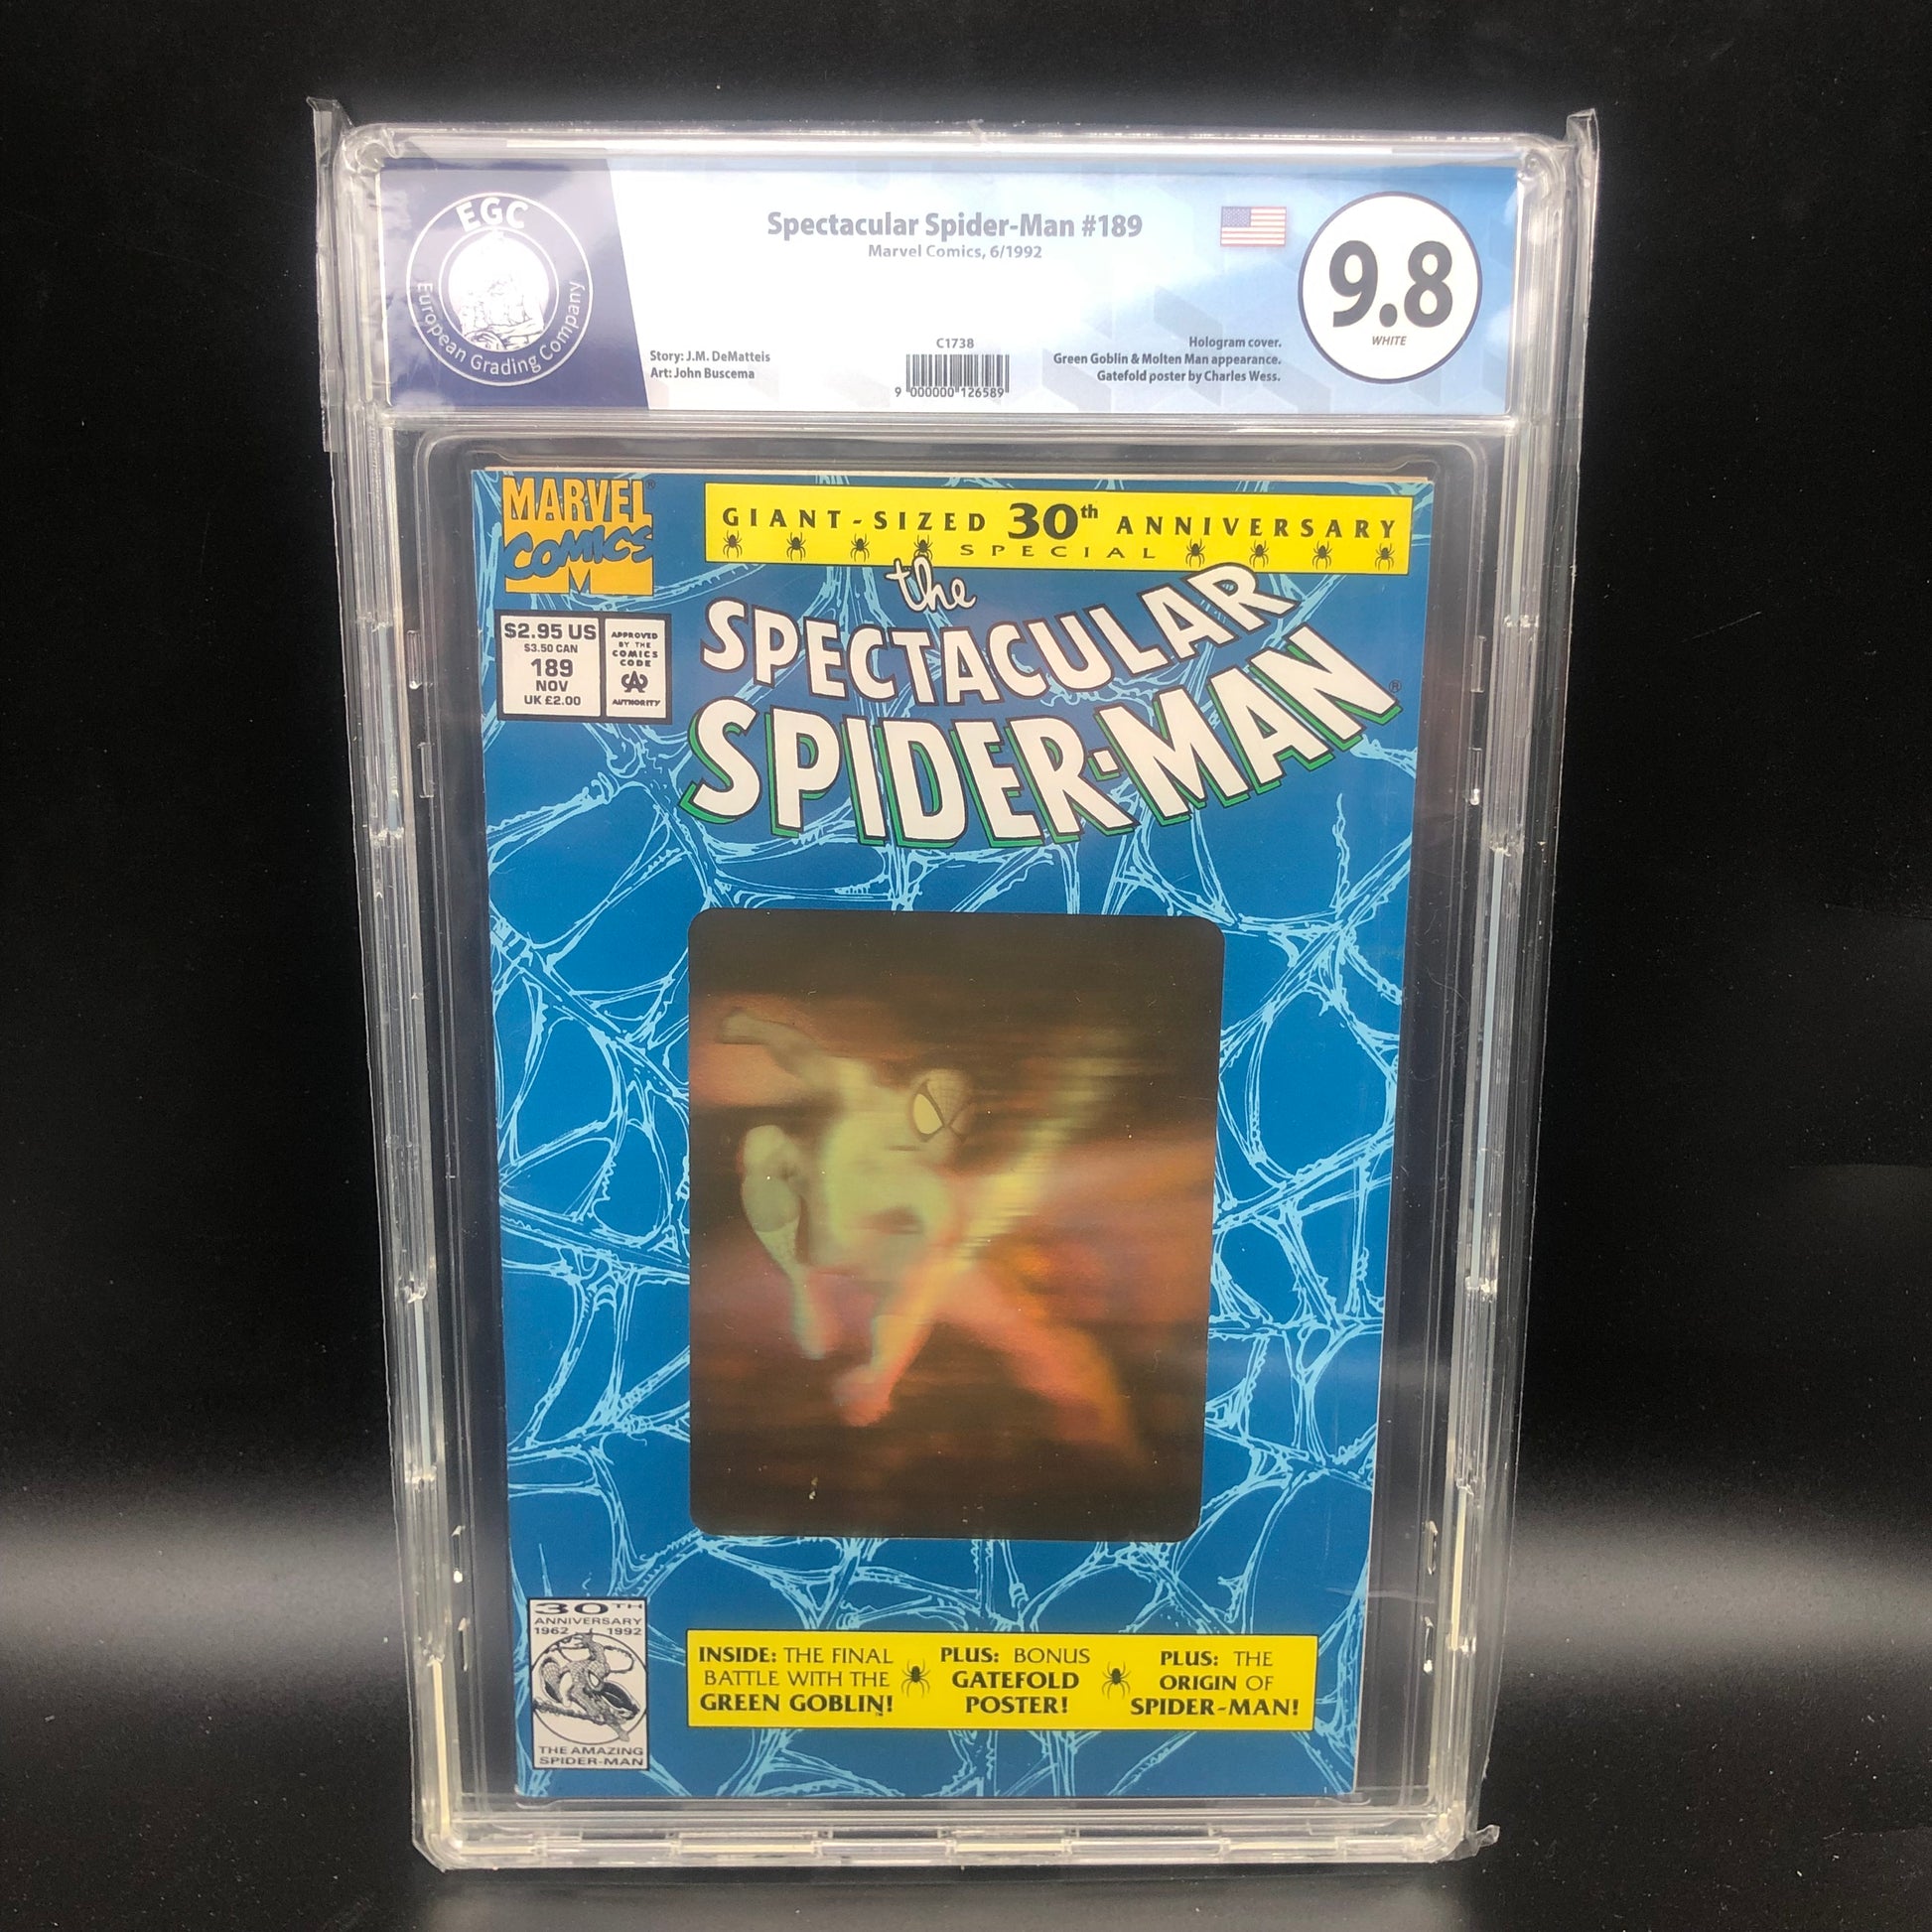 EGC
European Grading Company
Spectacular Spider-Man #189
Marvel Comics, 6/1992
9.8
WHITE
Story: J.M. DeMatteis
Art: John Buscema
C1738
9 000000 126589
Hologram cover.
Green Goblin & Molten Man appearance.
Gatefold poster by Charles Wess.
MARVEL®
COMICS
M
GIANT-SIZED 30th ANNIVERSARY
SPECIAL
$2.95 US
$3.50 CAN
189
NOV
UK £2.00
APPROVED
BY THE
COMICS
CODE
CA
AUTHORITY
the
SPECTACULAR
SPIDER-MAN®
30TH
ANNIVERSARY
1962 1992
THE AMAZING
SPIDER-MAN
INSIDE: THE FINAL
BATTLE WITH THE
GREEN GOBLIN!™
PLUS: BONUS
GATEFOLD
POSTER!
PLUS: THE
ORIGIN OF
SPIDER-MAN!